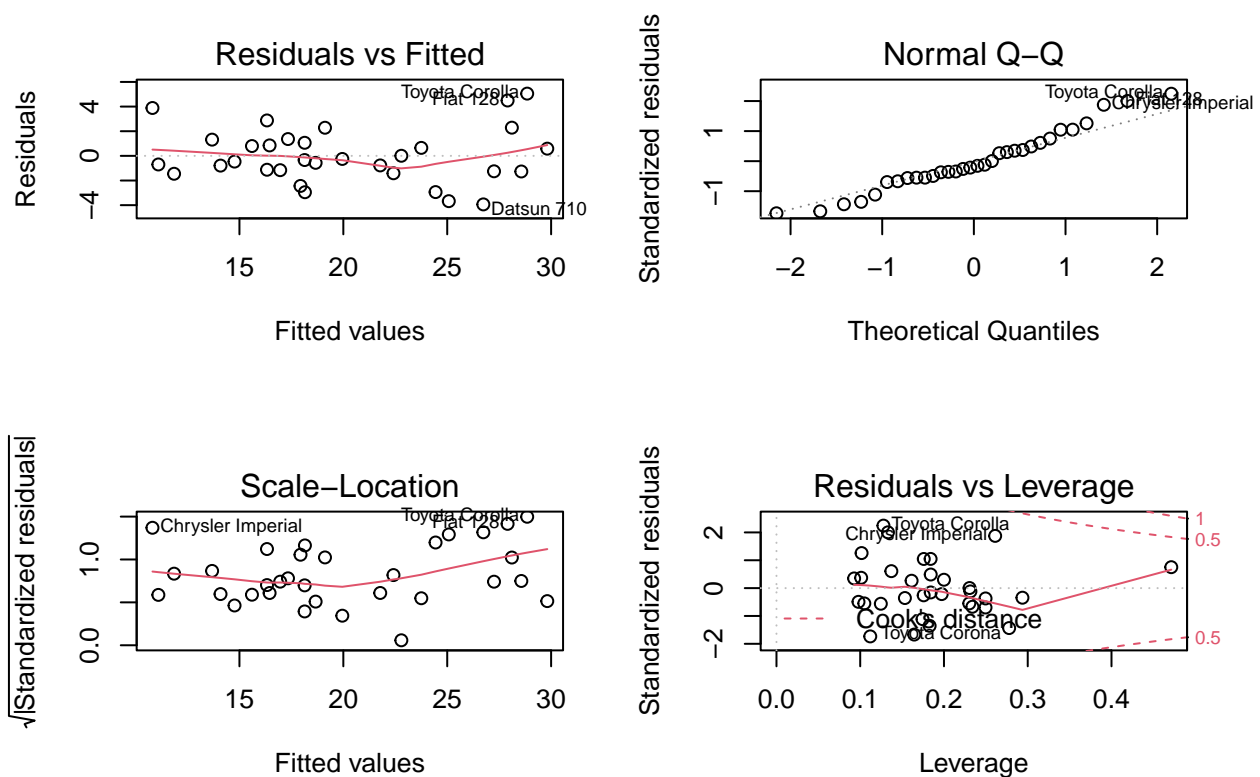 Residuals vs Fitted
Residuals
4
0
−4
Toyota Corolla
Fiat 128
Datsun 710
15 20 25 30
Fitted values
Normal Q−Q
Standardized residuals
1
−1
Toyota Corolla
Fiat 128
Chrysler Imperial
−2 −1 0 1 2
Theoretical Quantiles
Scale−Location
√|Standardized residuals|
1.0
0.0
Chrysler Imperial
Toyota Corolla
Fiat 128
15 20 25 30
Fitted values
Residuals vs Leverage
Standardized residuals
2
0
−2
Toyota Corolla
Chrysler Imperial
Cook's distance
Toyota Corona
1
0.5
0.5
0.0 0.1 0.2 0.3 0.4
Leverage